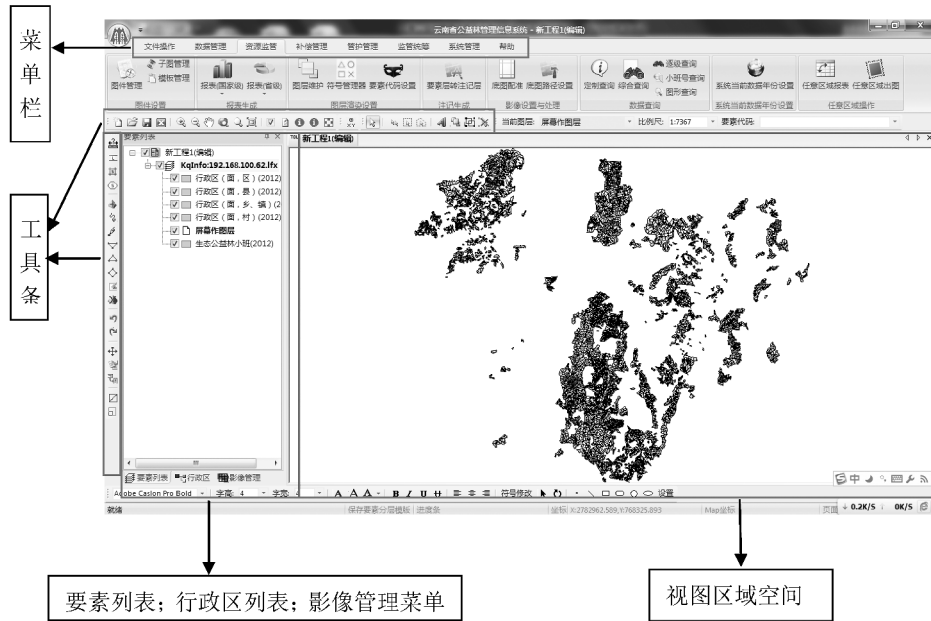 菜单栏
工具条
云南省公益林管理信息系统 - 新工程1(编辑)
文件操作 数据管理 资源监管 补偿管理 管护管理 监管统筹 系统管理 帮助
子图管理 逐级查询
模板管理 小班号查询
图形查询
图件管理 报表(国家级) 报表(省级) 图层维护 符号管理器 要素代码设置 要素层转注记层 底图配准 底图路径设置 定制查询 综合查询 系统当前数据年份设置 任意区域报表 任意区域出图
图件设置 报表生成 图层渲染设置 注记生成 影像设置与处理 数据查询 系统当前数据年份设置 任意区域操作
当前图层: 屏幕作图层 比例尺: 1:7367 要素代码:
要素列表 新工程1(编辑)
新工程1(编辑)
KqInfo:192.168.100.62.lfx
行政区（面，区）(2012)
行政区（面，县）(2012)
行政区（面，乡、镇）(2
行政区（面，村）(2012)
屏幕作图层
生态公益林小班(2012)
要素列表 行政区 影像管理
中
Adobe Caslon Pro Bold 字高: 4 字宽: 4 A A A B I U H 符号修改 设置
就绪 保存要素分层模版 进度条 坐标 X:2782962.589,Y:768325.893 Map坐标 页面 0.2K/S 0K/S
要素列表; 行政区列表; 影像管理菜单
视图区域空间